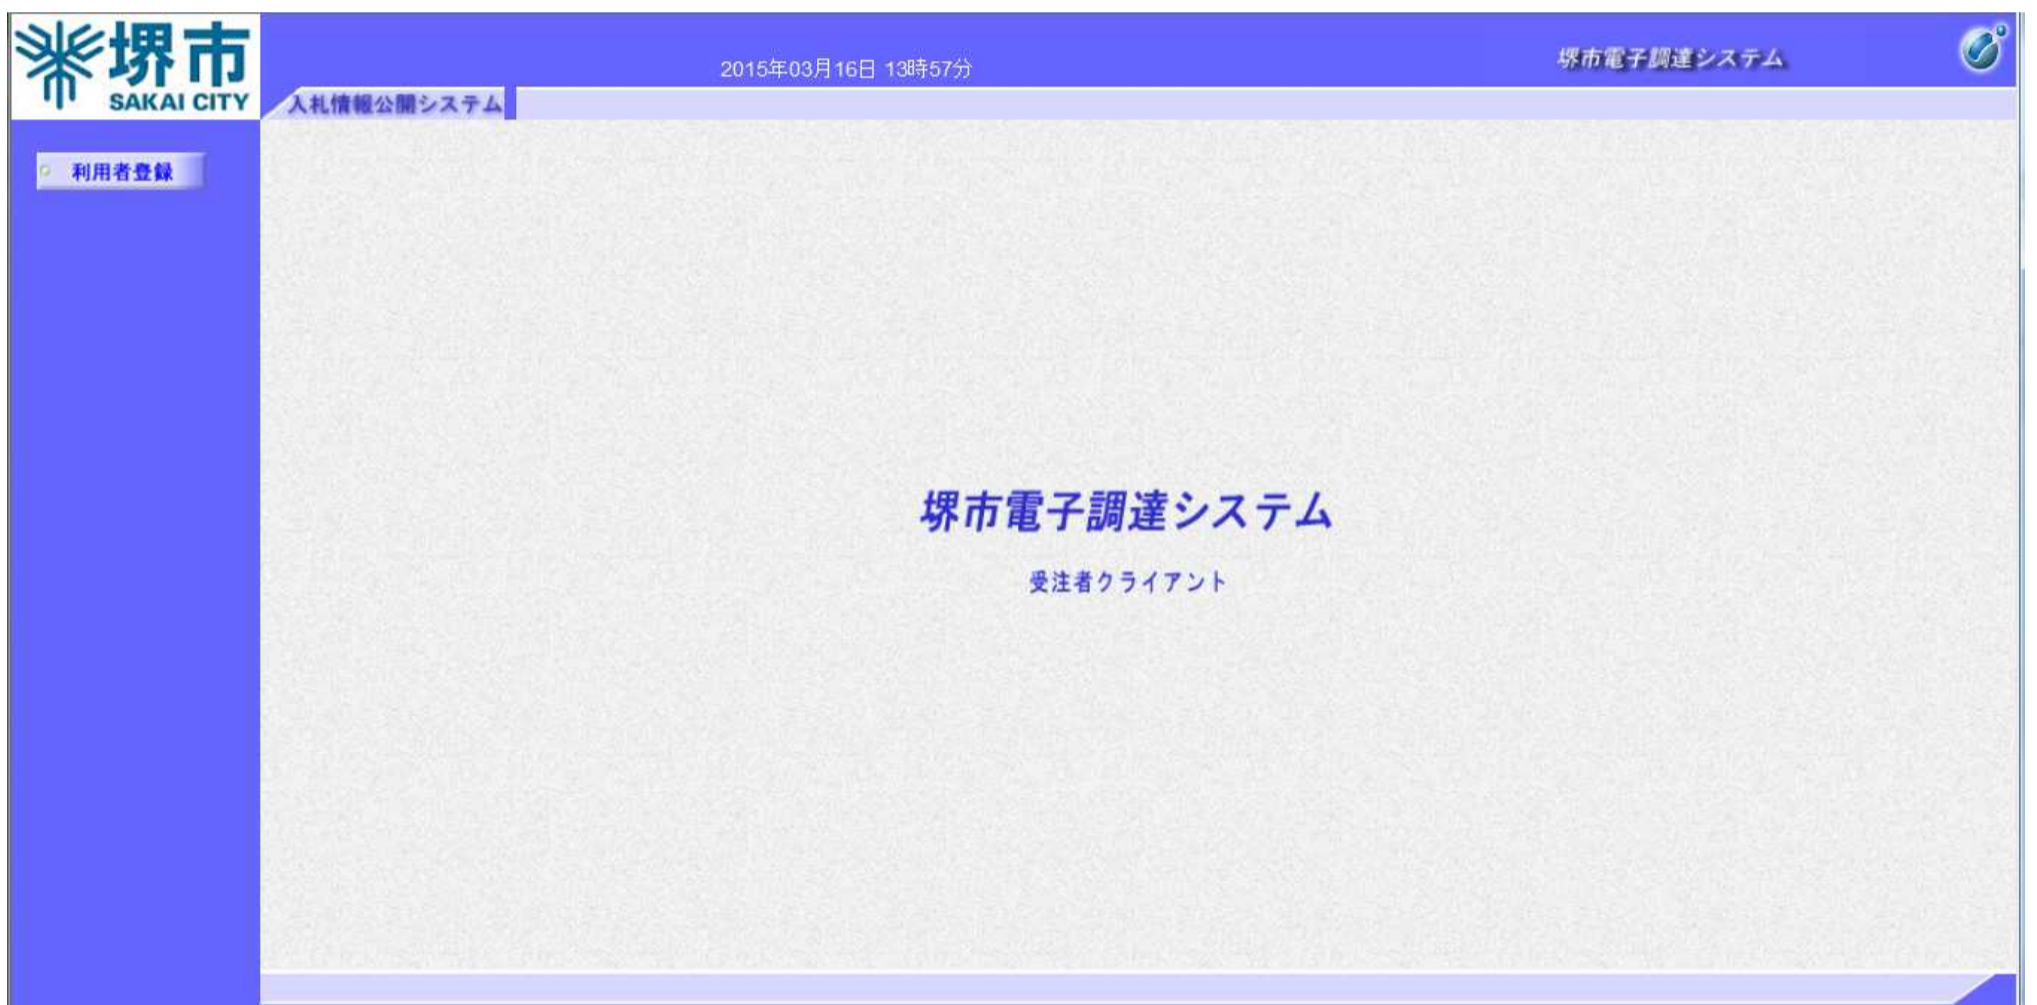 堺市
SAKAI CITY
2015年03月16日 13時57分
堺市電子調達システム
入札情報公開システム
利用者登録
堺市電子調達システム
受注者クライアント